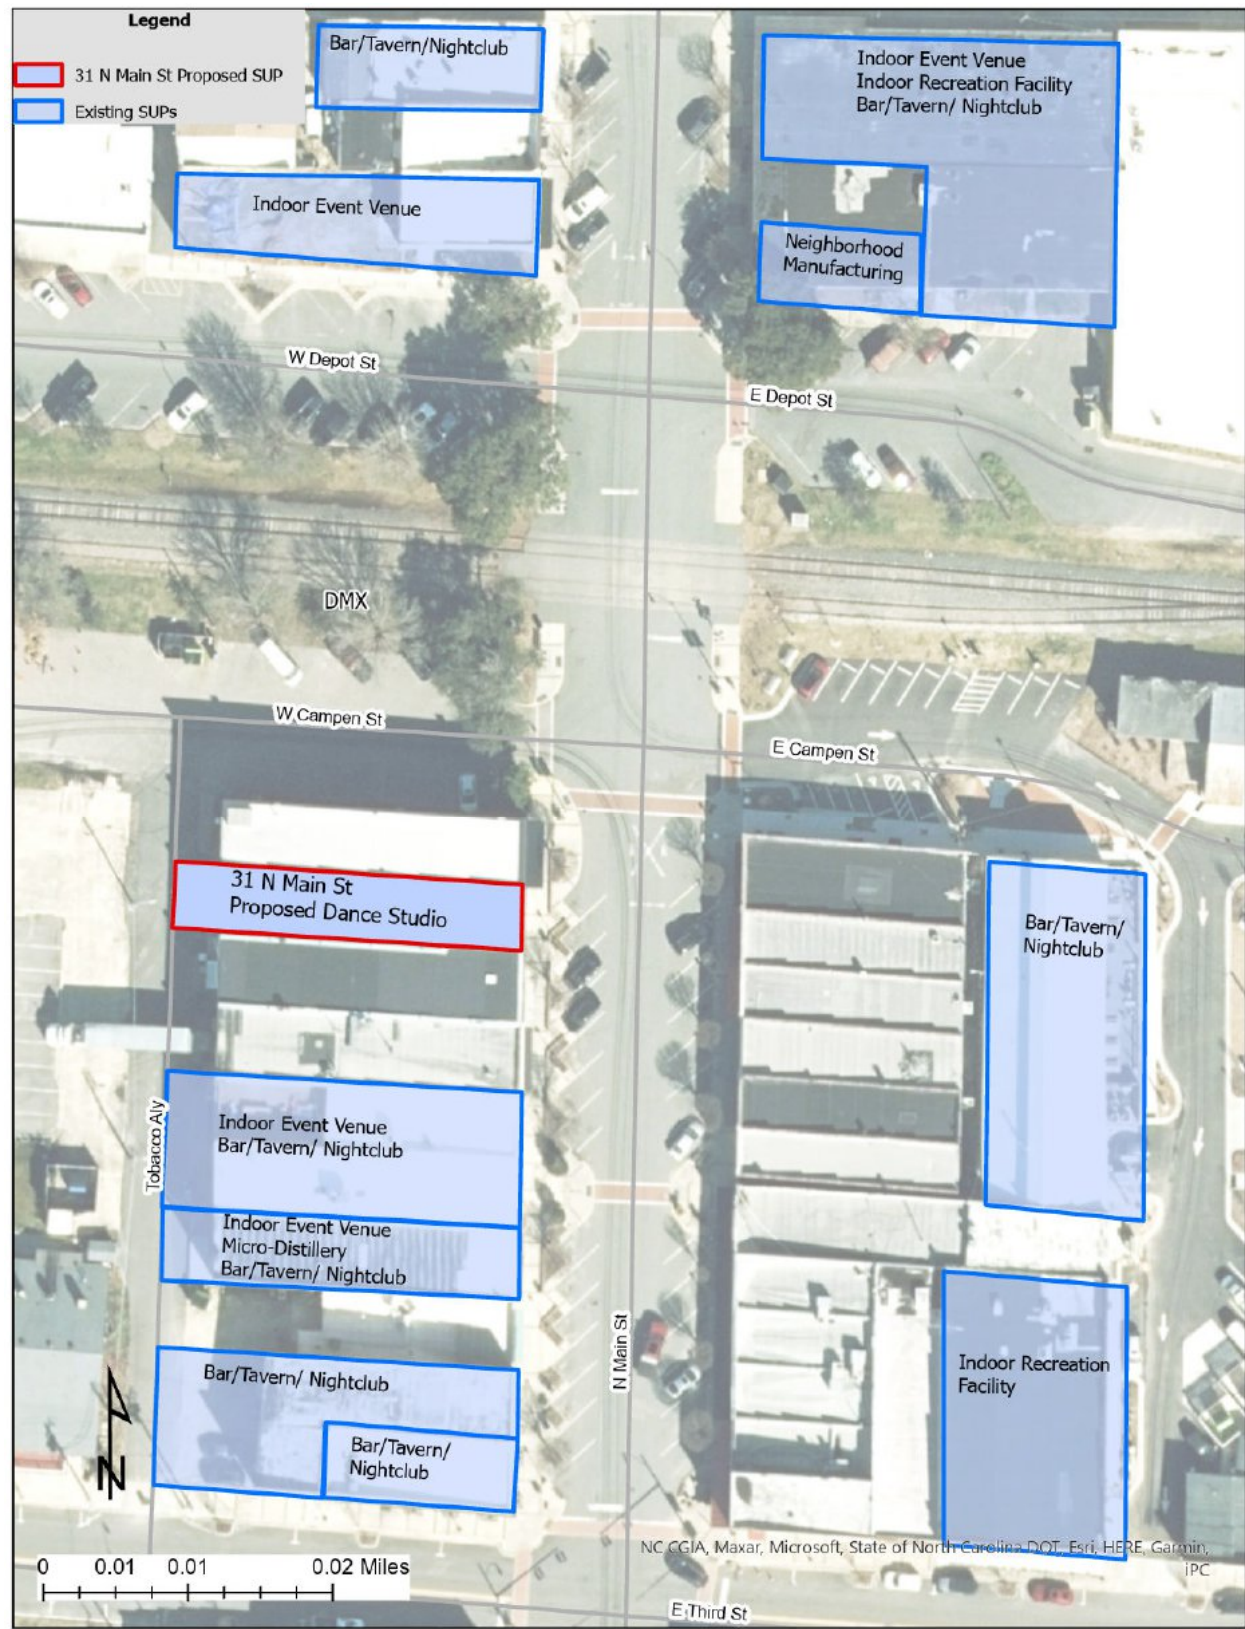 Legend
31 N Main St Proposed SUP
Existing SUPs
Bar/Tavern/Nightclub
Indoor Event Venue
Indoor Recreation Facility
Bar/Tavern/ Nightclub
Indoor Event Venue
Neighborhood
Manufacturing
W Depot St
E Depot St
DMX
W Campen St
E Campen St
31 N Main St
Proposed Dance Studio
Bar/Tavern/
Nightclub
Tobacco Aly
Indoor Event Venue
Bar/Tavern/ Nightclub
Indoor Event Venue
Micro-Distillery
Bar/Tavern/ Nightclub
N Main St
Bar/Tavern/ Nightclub
Bar/Tavern/
Nightclub
Indoor Recreation
Facility
N
0 0.01 0.01 0.02 Miles
NC CGIA, Maxar, Microsoft, State of North Carolina DOT, Esri, HERE, Garmin,
iPC
E Third St